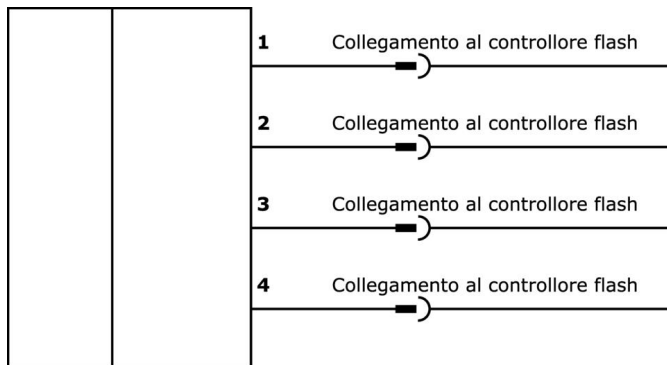 1 Collegamento al controllore flash
2 Collegamento al controllore flash
3 Collegamento al controllore flash
4 Collegamento al controllore flash